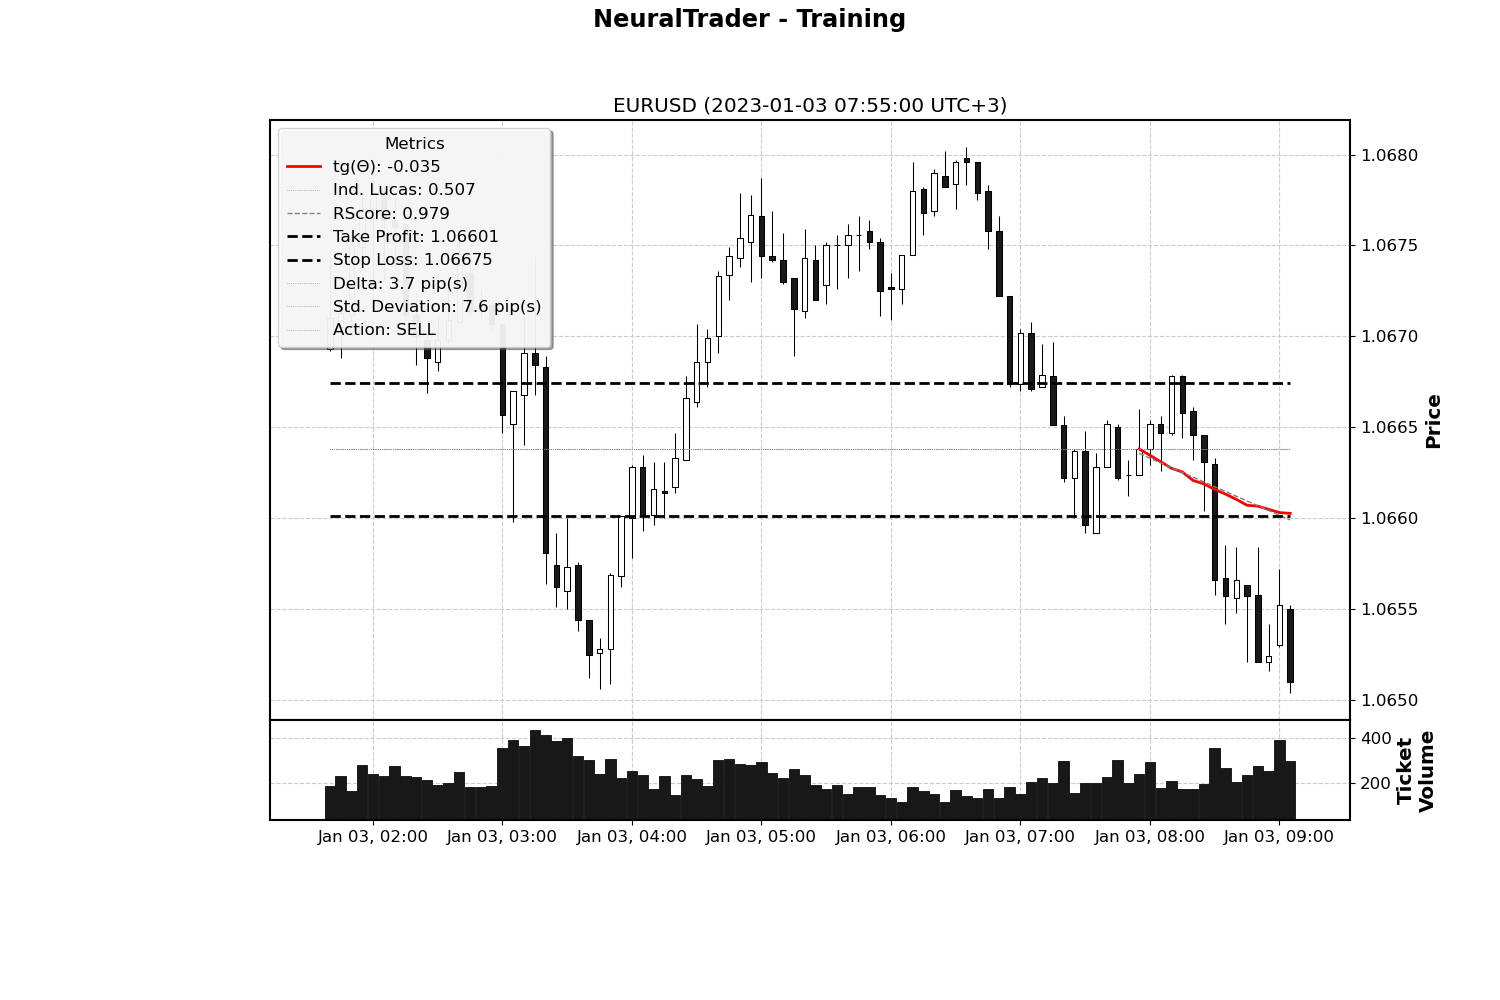 NeuralTrader - Training
EURUSD (2023-01-03 07:55:00 UTC+3)
Metrics
tg(Θ): -0.035
Ind. Lucas: 0.507
RScore: 0.979
Take Profit: 1.06601
Stop Loss: 1.06675
Delta: 3.7 pip(s)
Std. Deviation: 7.6 pip(s)
Action: SELL
1.0680
1.0675
1.0670
1.0665
1.0660
1.0655
1.0650
Price
400
200
Ticket
Volume
Jan 03, 02:00
Jan 03, 03:00
Jan 03, 04:00
Jan 03, 05:00
Jan 03, 06:00
Jan 03, 07:00
Jan 03, 08:00
Jan 03, 09:00